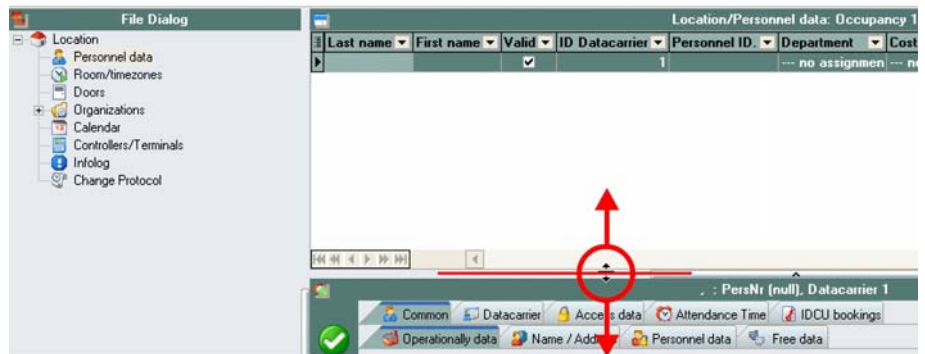 File Dialog
Location
Personnel data
Room/timezones
Doors
Organizations
Calendar
Controllers/Terminals
Infolog
Change Protocol
Location/Personnel data: Occupancy 1
Last name First name Valid ID Datacarrier Personnel ID. Department Cost
1 --- no assignmen --- no
, : PersNr (null), Datacarrier 1
Common Datacarrier Access data Attendance Time IDCU bookings
Operationally data Name / Personnel data Free data